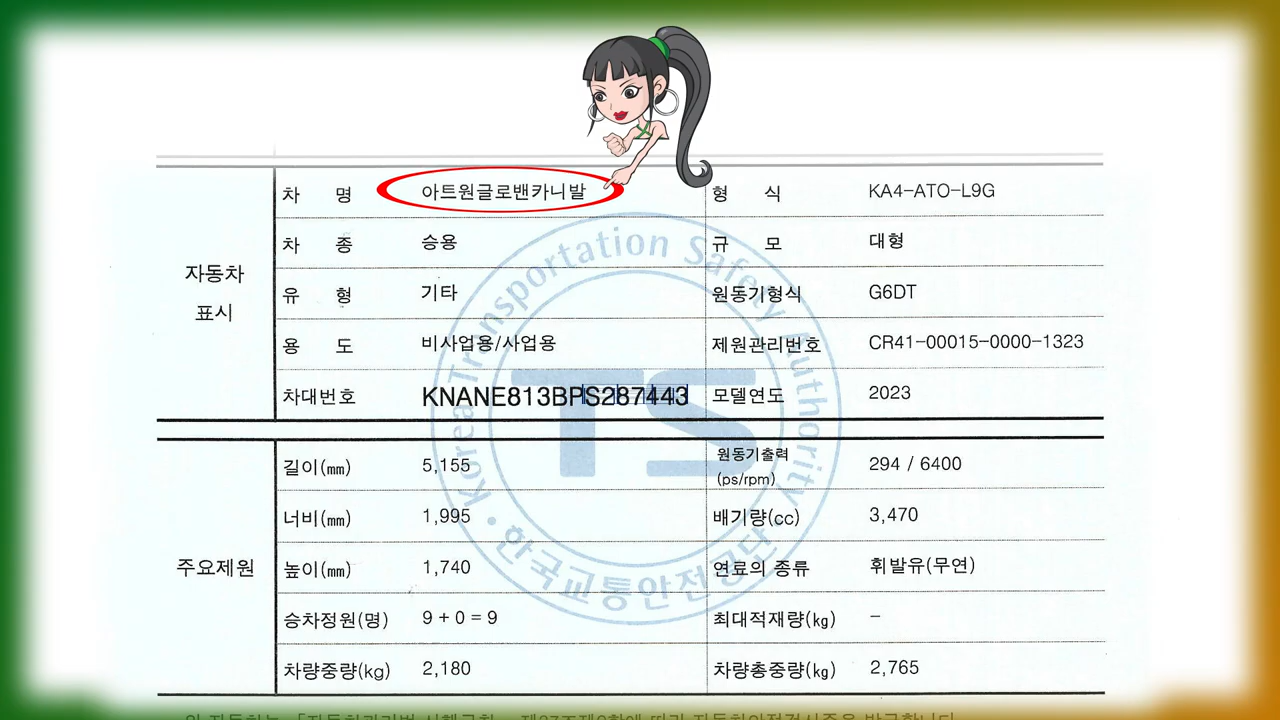 차 명 아트원글로밴카니발 형 식 KA4-ATO-L9G
차 종 승용 규 모 대형
자동차
표시
유 형 기타 원동기형식 G6DT
용 도 비사업용/사업용 제원관리번호 CR41-00015-0000-1323
차대번호 KNANE813BPS287443 모델연도 2023
길이(㎜) 5,155 원동기출력
(ps/rpm) 294 / 6400
너비(㎜) 1,995 배기량(cc) 3,470
주요제원 높이(㎜) 1,740 연료의 종류 휘발유(무연)
승차정원(명) 9 + 0 = 9 최대적재량(㎏) -
차량중량(kg) 2,180 차량총중량(㎏) 2,765
Korea Transportation Safety Authority
한국교통안전공단
TS